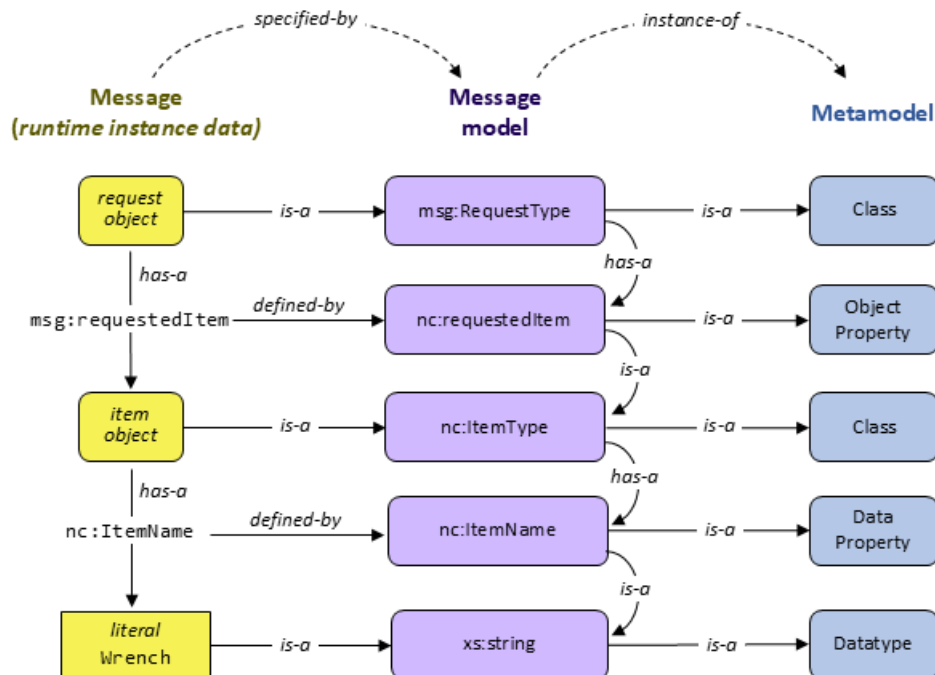 specified-by
instance-of
Message
(runtime instance data)
Message
model
Metamodel
request
object
is-a
msg:RequestType
is-a
Class
has-a
has-a
msg:requestedItem
defined-by
nc:requestedItem
is-a
Object
Property
is-a
item
object
is-a
nc:ItemType
is-a
Class
has-a
has-a
nc:ItemName
defined-by
nc:ItemName
is-a
Data
Property
is-a
literal
Wrench
is-a
xs:string
is-a
Datatype